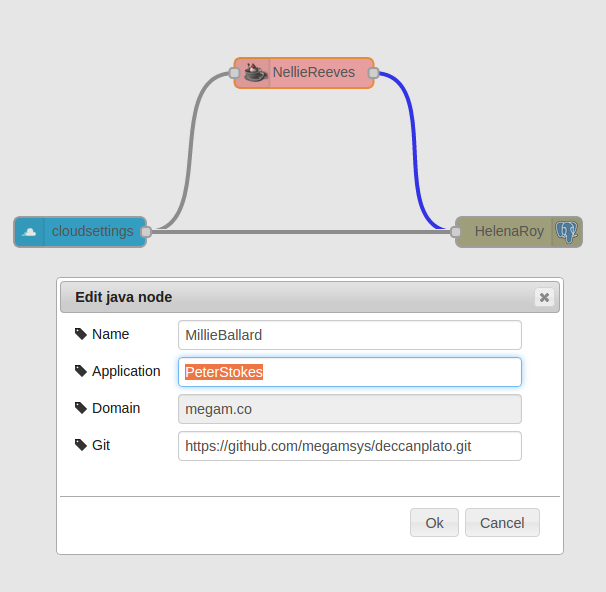 NellieReeves
cloudsettings
HelenaRoy
Edit java node
Name MillieBallard
Application PeterStokes
Domain megam.co
Git https://github.com/megamsys/deccanplato.git
Ok Cancel